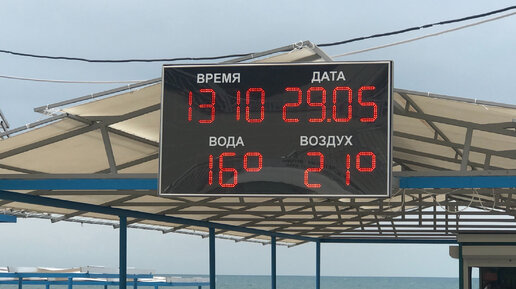 ВРЕМЯ ДАТА
13 10 29.05
ВОДА ВОЗДУХ
16° 21°